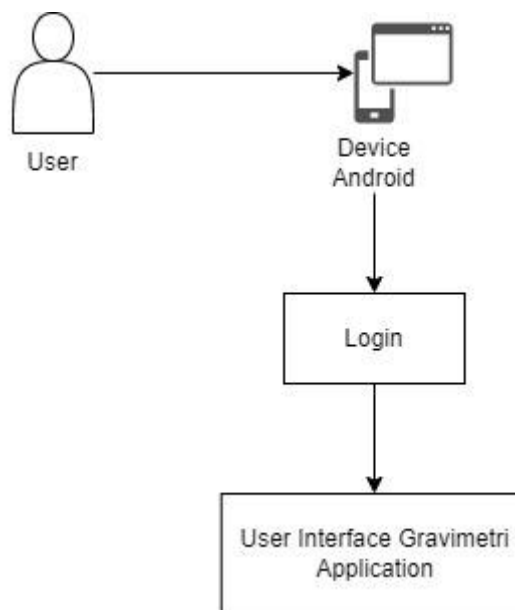 User
Device
Android
Login
User Interface Gravimetri
Application